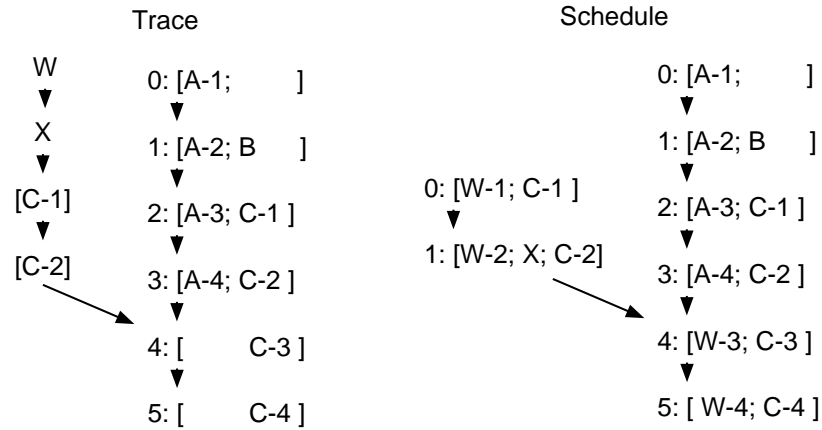 Trace
W
X
[C-1]
[C-2]
0: [A-1; ]
1: [A-2; B ]
2: [A-3; C-1 ]
3: [A-4; C-2 ]
4: [ C-3 ]
5: [ C-4 ]
Schedule
0: [W-1; C-1 ]
1: [W-2; X; C-2]
0: [A-1; ]
1: [A-2; B ]
2: [A-3; C-1 ]
3: [A-4; C-2 ]
4: [W-3; C-3 ]
5: [ W-4; C-4 ]